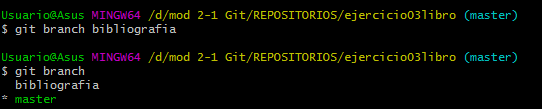 Usuario@Asus MINGW64 /d/mod 2-1 Git/REPOSITORIOS/ejercicio03libro (master)
$ git branch bibliografia
Usuario@Asus MINGW64 /d/mod 2-1 Git/REPOSITORIOS/ejercicio03libro (master)
$ git branch
  bibliografia
* master